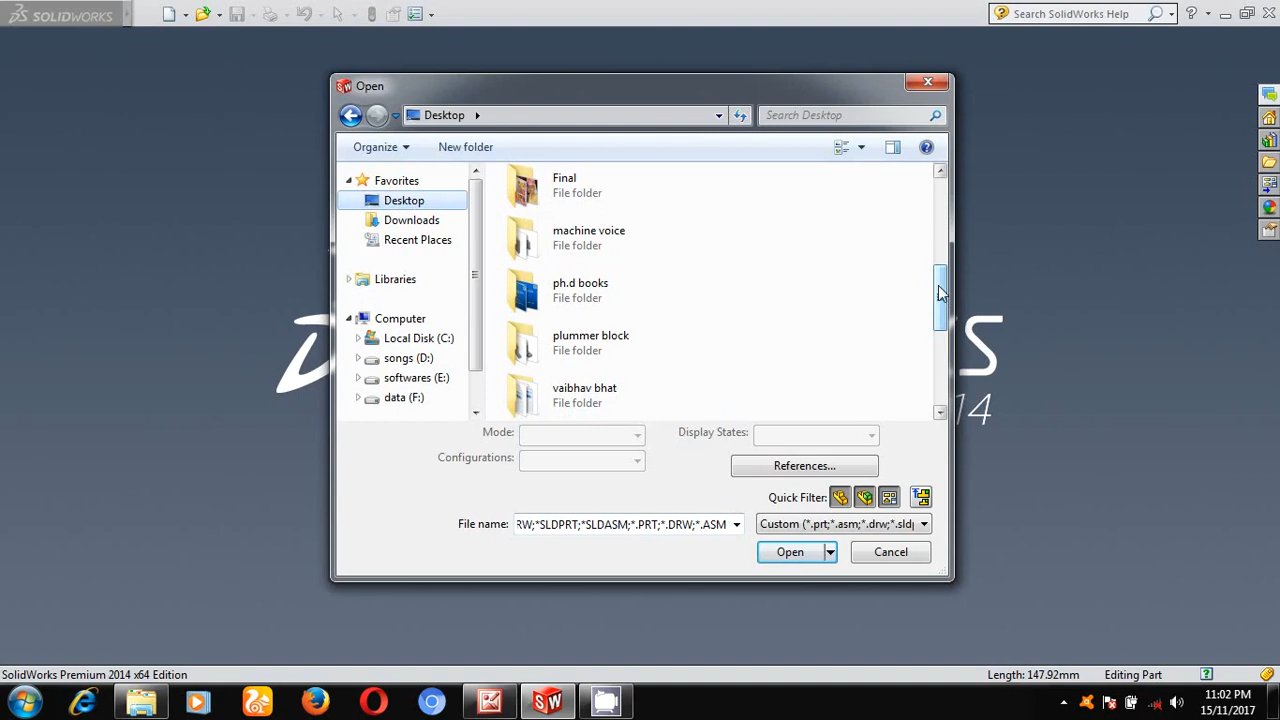 SOLIDWORKS
Search SolidWorks Help
Open
Desktop
Search Desktop
Organize
New folder
Favorites
Desktop
Downloads
Recent Places
Libraries
Computer
Local Disk (C:)
songs (D:)
softwares (E:)
data (F:)
Final
File folder
machine voice
File folder
ph.d books
File folder
plummer block
File folder
vaibhav bhat
File folder
Mode:
Display States:
Configurations:
References...
Quick Filter:
File name:
RW;*SLDPRT;*SLDASM;*.PRT;*.DRW;*.ASM
Custom (*.prt;*.asm;*.drw;*.sldp
Open
Cancel
S
14
SolidWorks Premium 2014 x64 Edition
Length: 147.92mm
Editing Part
11:02 PM
15/11/2017